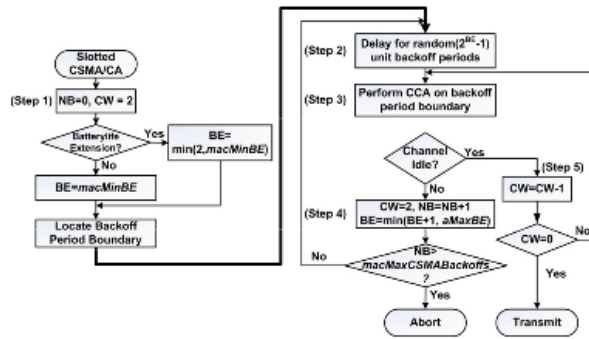 Slotted
CSMA/CA
(Step 1)
NB=0, CW = 2
Batterylife
Extension?
Yes
BE=
min(2,macMinBE)
No
BE=macMinBE
Locate Backoff
Period Boundary
(Step 2)
Delay for random(2^BE-1)
unit backoff periods
(Step 3)
Perform CCA on backoff
period boundary
Channel
Idle?
Yes
(Step 5)
CW=CW-1
No
(Step 4)
CW=2, NB=NB+1
BE=min(BE+1, aMaxBE)
CW=0
No
No
NB>
macMaxCSMABackoffs
?
Yes
Yes
Abort
Transmit